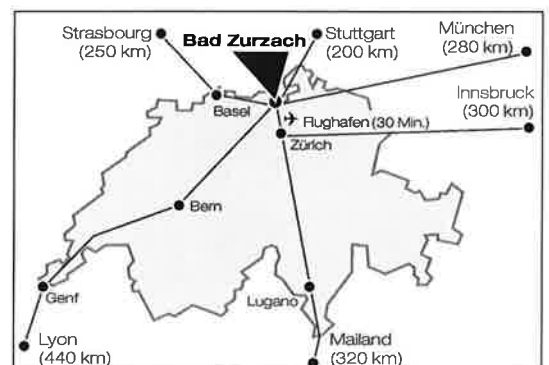 Strasbourg
(250 km)
Bad Zurzach
Stuttgart
(200 km)
München
(280 km)
Innsbruck
(300 km)
Basel
Flughafen (30 Min.)
Zürich
Bern
Genf
Lugano
Lyon
(440 km)
Mailand
(320 km)